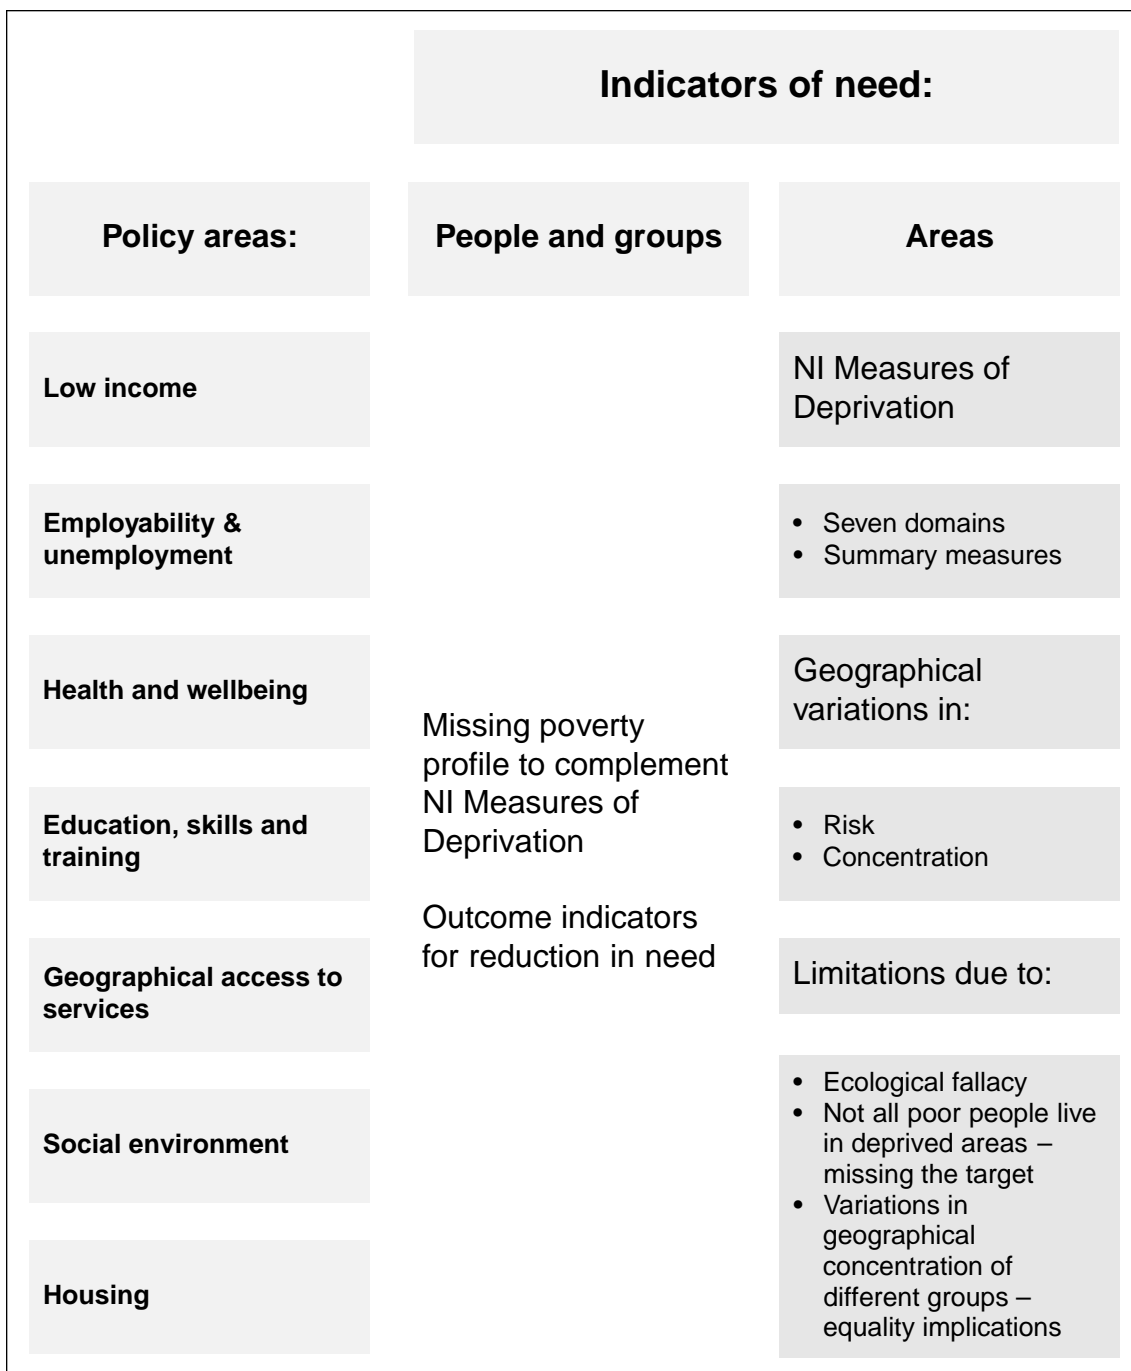 Indicators of need:
Policy areas:
People and groups
Areas
Low income
Employability &
unemployment
Health and wellbeing
Education, skills and
training
Geographical access to
services
Social environment
Housing
Missing poverty
profile to complement
NI Measures of
Deprivation
Outcome indicators
for reduction in need
NI Measures of
Deprivation
• Seven domains
• Summary measures
Geographical
variations in:
• Risk
• Concentration
Limitations due to:
• Ecological fallacy
• Not all poor people live
in deprived areas –
missing the target
• Variations in
geographical
concentration of
different groups –
equality implications